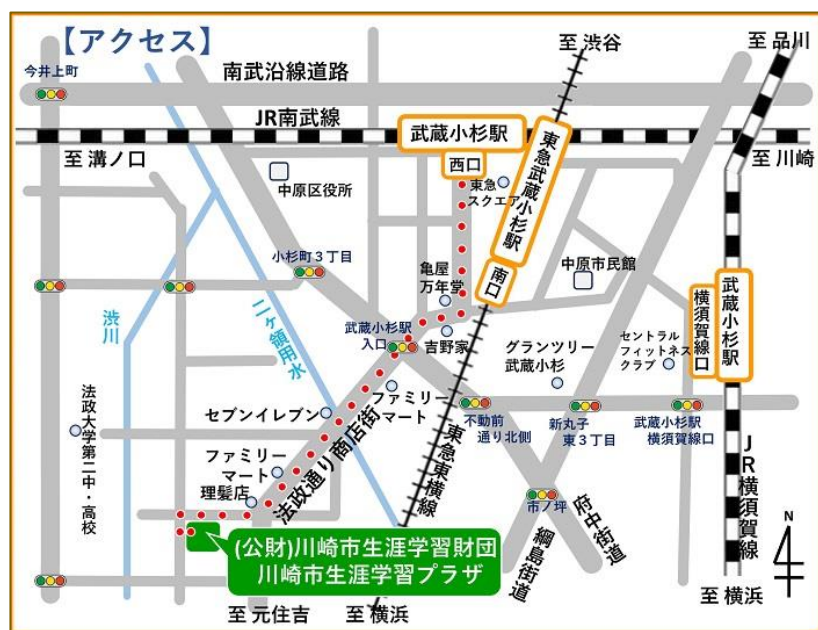 【アクセス】
至 渋谷
至 品川
今井上町
南武沿線道路
JR南武線
武蔵小杉駅
至 溝ノ口
西口
東急武蔵小杉駅
至 川崎
中原区役所
東急
スクエア
小杉町３丁目
亀屋
万年堂
南口
中原市民館
横須賀線口
武蔵小杉駅
渋川
二ヶ領用水
武蔵小杉駅
入口
吉野家
グランツリー
武蔵小杉
セントラル
フィットネス
クラブ
法政大学第二中・高校
セブンイレブン
ファミリー
マート
不動前
通り北側
新丸子
東３丁目
武蔵小杉駅
横須賀線口
法政通り商店街
東急東横線
ファミリー
マート
理髪店
市ノ坪
府中街道
綱島街道
JR横須賀線
N
(公財)川崎市生涯学習財団
川崎市生涯学習プラザ
至 元住吉
至 横浜
至 横浜